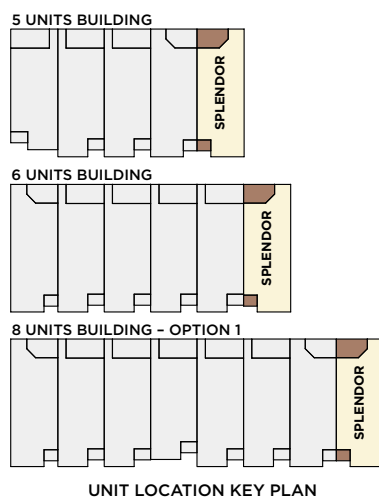 5 UNITS BUILDING
SPLENDOR
6 UNITS BUILDING
SPLENDOR
8 UNITS BUILDING – OPTION 1
SPLENDOR
UNIT LOCATION KEY PLAN